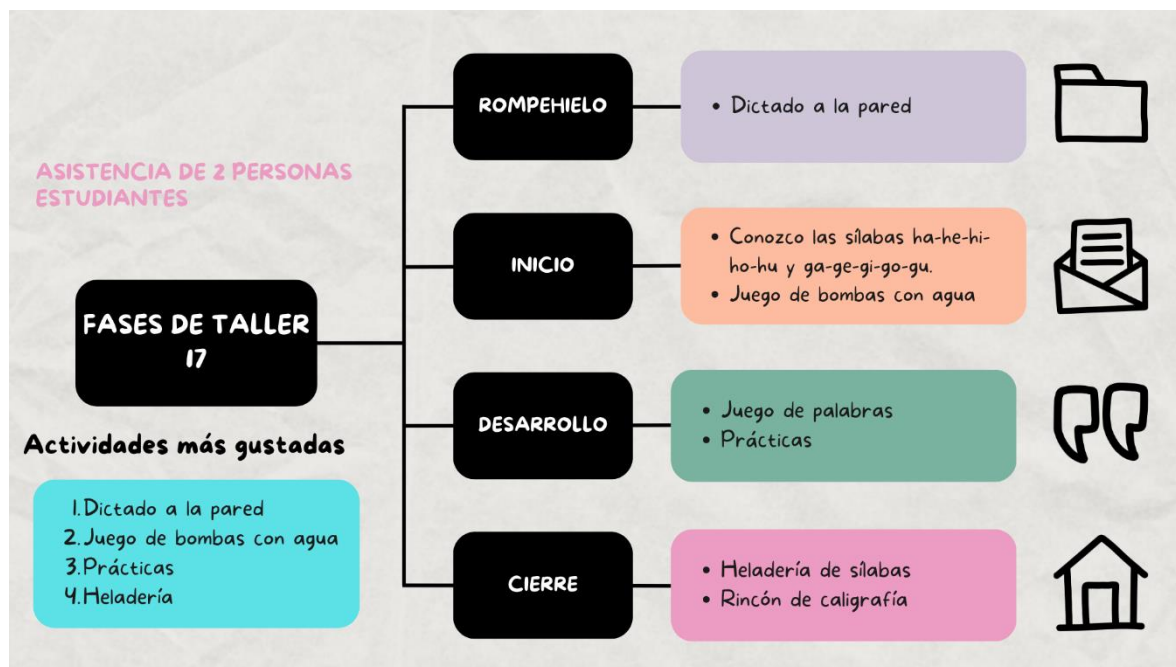 ASISTENCIA DE 2 PERSONAS
ESTUDIANTES
FASES DE TALLER
17
Actividades más gustadas
1. Dictado a la pared
2. Juego de bombas con agua
3. Prácticas
4. Heladería
ROMPEHIELO
• Dictado a la pared
INICIO
• Conozco las sílabas ha-he-hi-
ho-hu y ga-ge-gi-go-gu.
• Juego de bombas con agua
DESARROLLO
• Juego de palabras
• Prácticas
CIERRE
• Heladería de sílabas
• Rincón de caligrafía